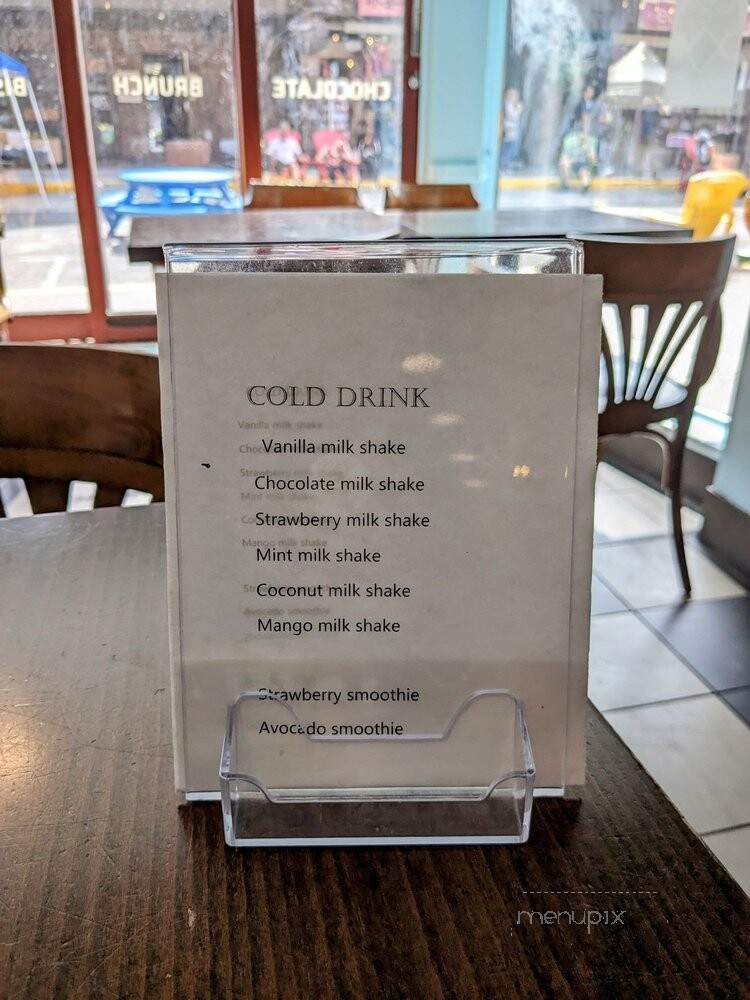 BRUNCH
CHOCOLATE
COLD DRINK
Vanilla milk shake
Chocolate milk shake
Strawberry milk shake
Mint milk shake
Coconut milk shake
Mango milk shake
Strawberry smoothie
Avocado smoothie
menupix